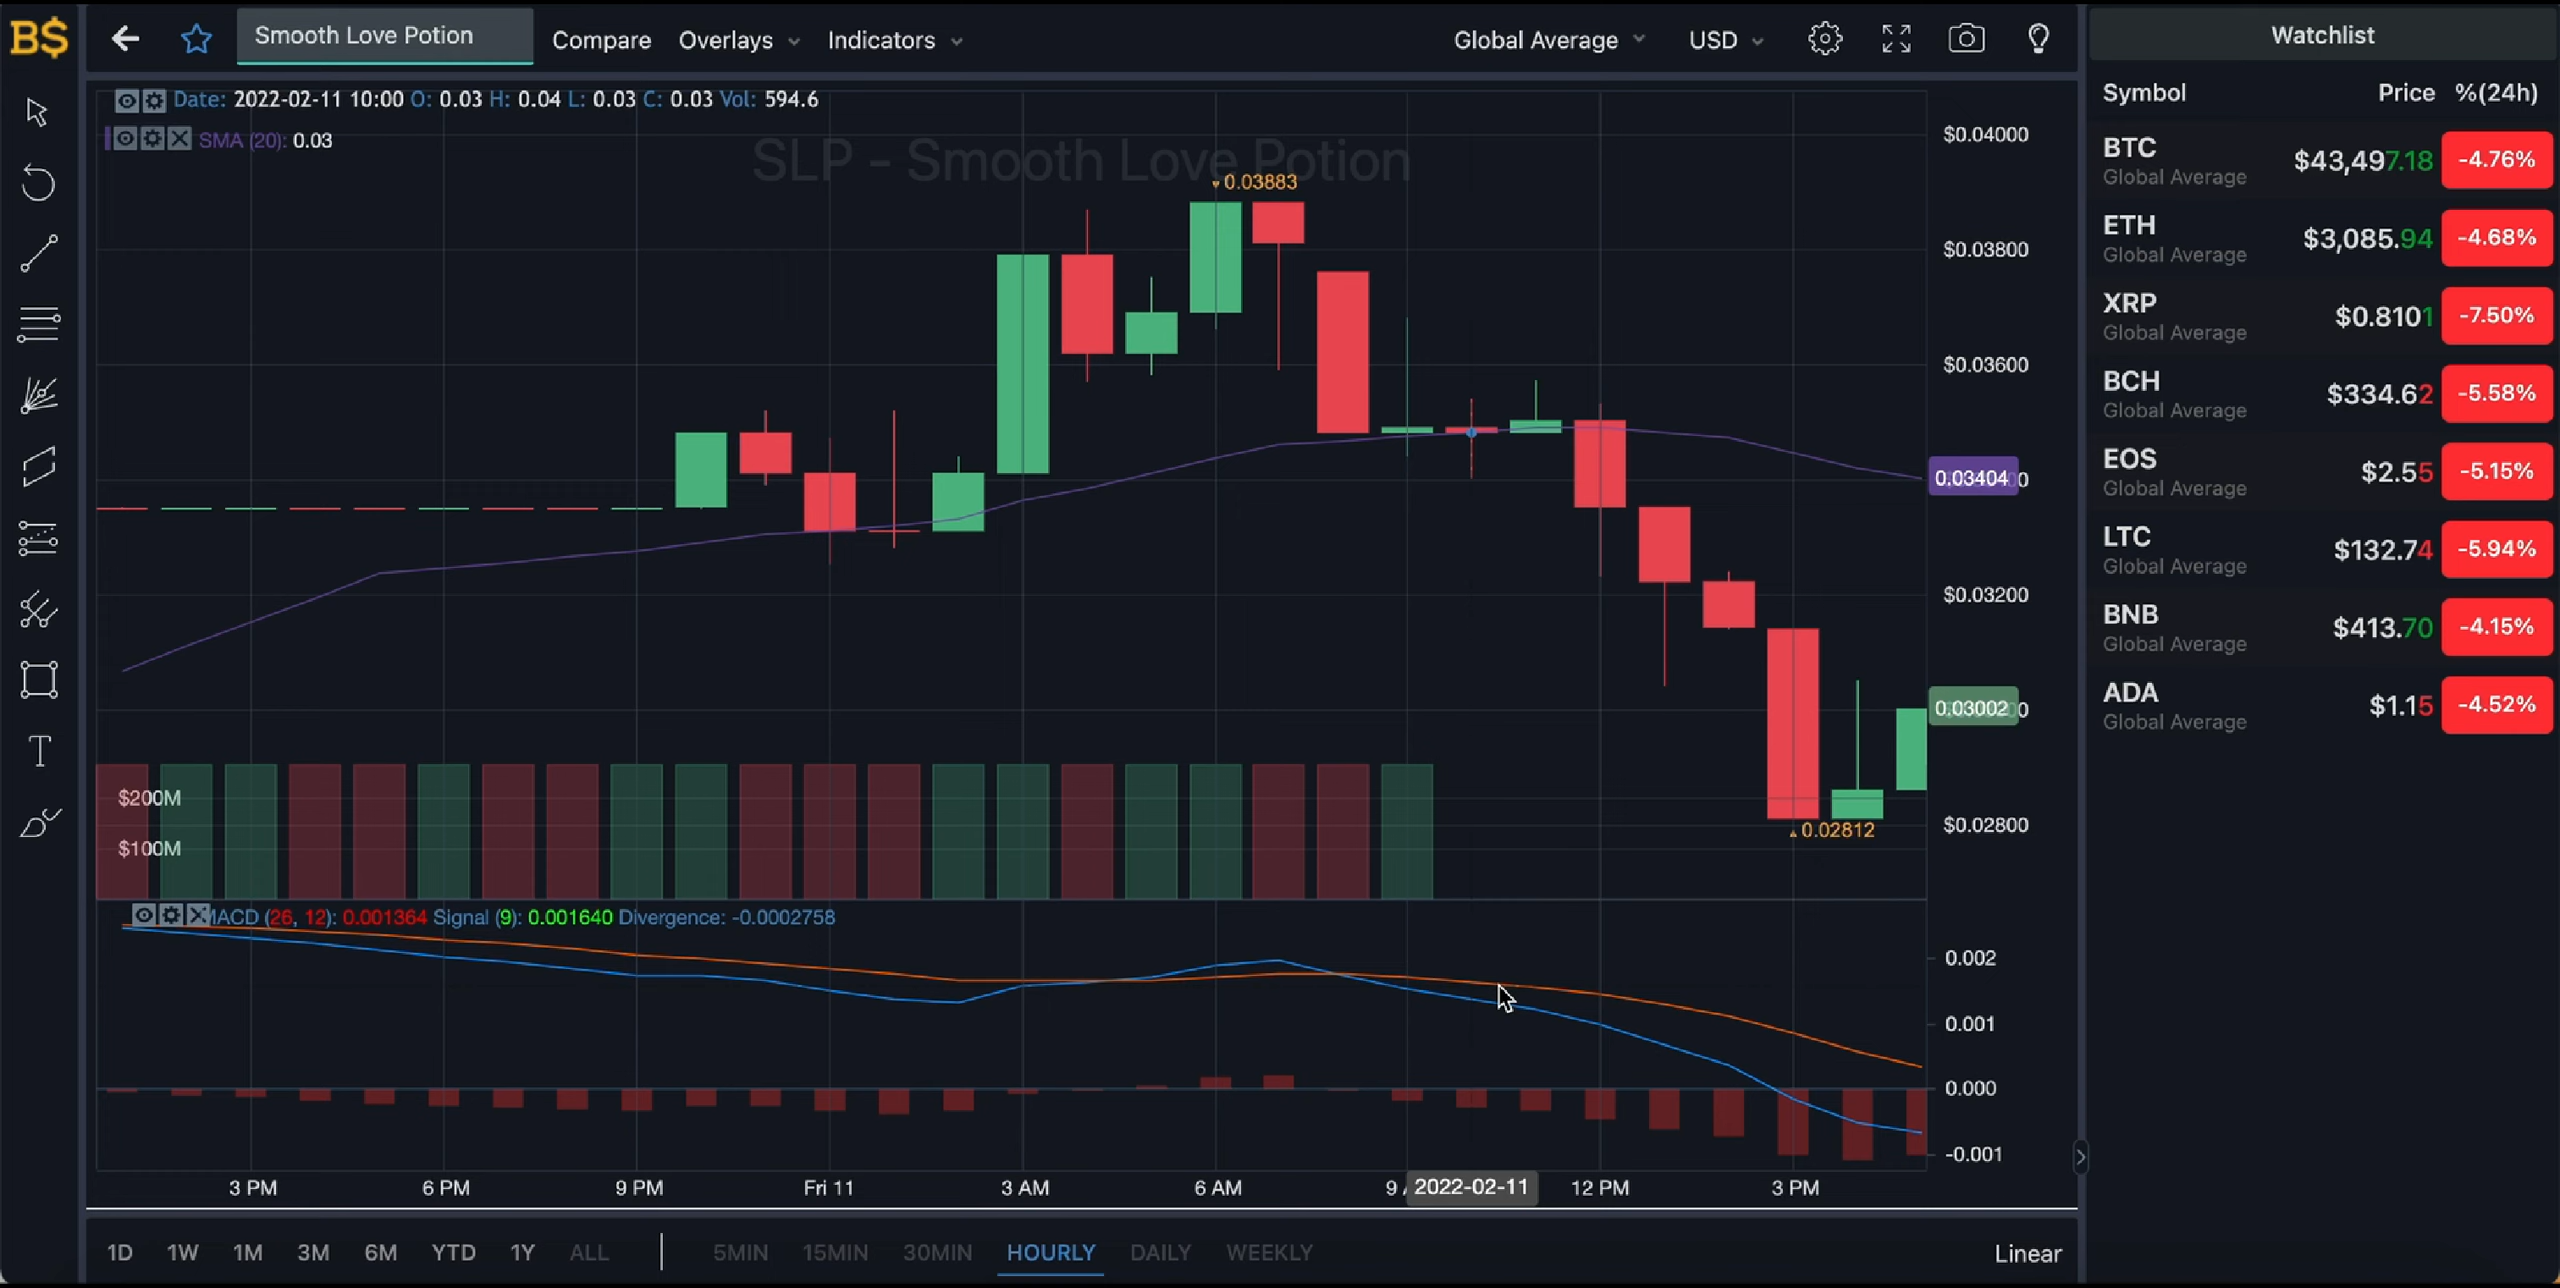 B$
Smooth Love Potion
Compare
Overlays
Indicators
Global Average
USD
Date: 2022-02-11 10:00 O: 0.03 H: 0.04 L: 0.03 C: 0.03 Vol: 594.6
SMA (20): 0.03
SLP - Smooth Love Potion
0.03883
0.02812
$0.04000
$0.03800
$0.03600
0.03404
$0.03200
0.03002
$0.02800
$200M
$100M
MACD (26, 12): 0.001364 Signal (9): 0.001640 Divergence: -0.0002758
0.002
0.001
0.000
-0.001
3 PM
6 PM
9 PM
Fri 11
3 AM
6 AM
9
2022-02-11
12 PM
3 PM
1D
1W
1M
3M
6M
YTD
1Y
ALL
5MIN
15MIN
30MIN
HOURLY
DAILY
WEEKLY
Linear
Watchlist
Symbol Price %(24h)
BTC $43,497.18 -4.76%
Global Average
ETH $3,085.94 -4.68%
Global Average
XRP $0.8101 -7.50%
Global Average
BCH $334.62 -5.58%
Global Average
EOS $2.55 -5.15%
Global Average
LTC $132.74 -5.94%
Global Average
BNB $413.70 -4.15%
Global Average
ADA $1.15 -4.52%
Global Average